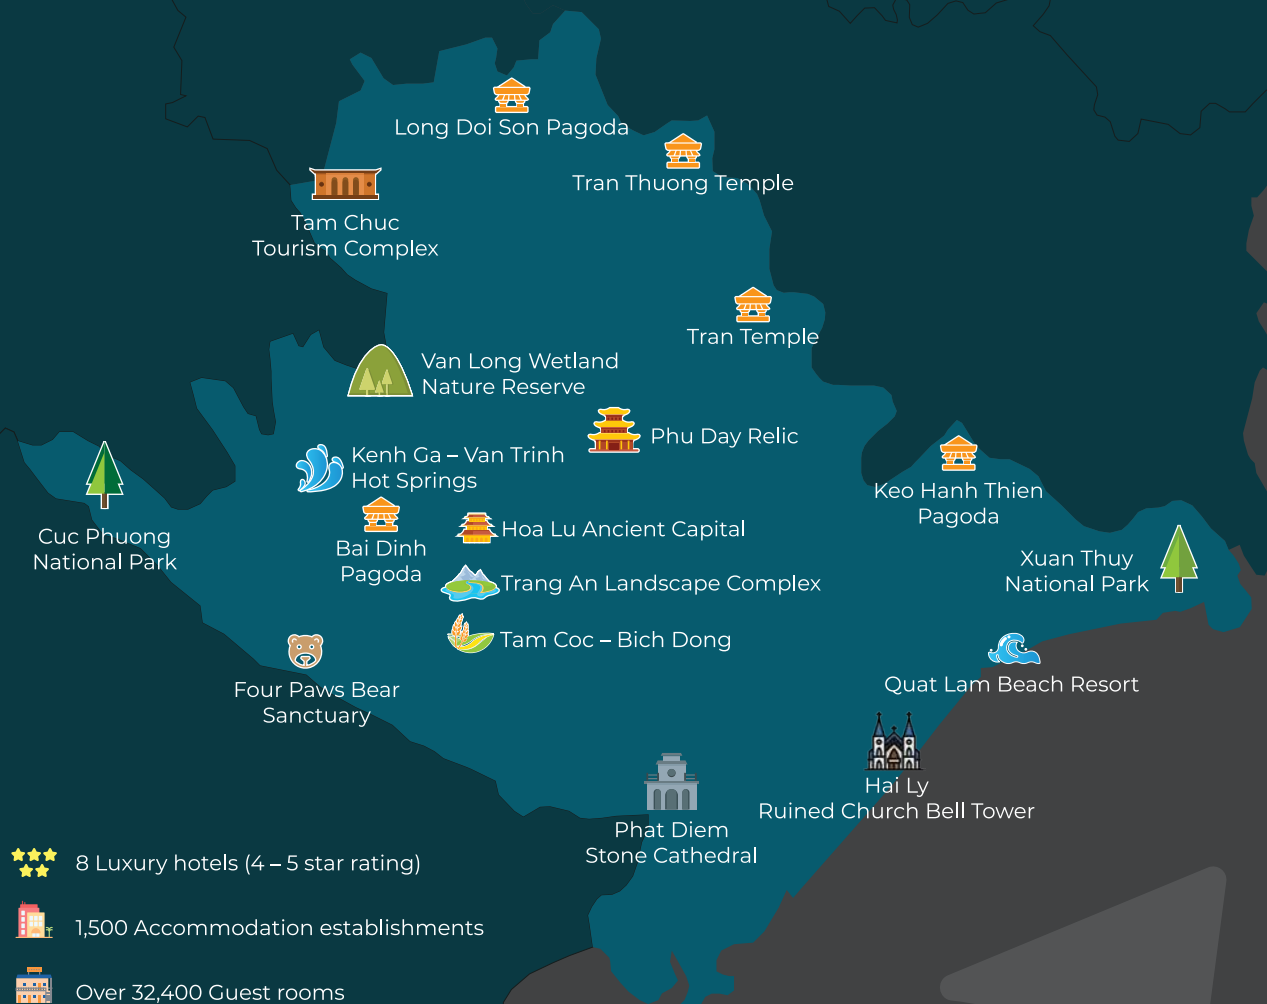 Long Doi Son Pagoda
Tran Thuong Temple
Tam Chuc
Tourism Complex
Tran Temple
Van Long Wetland
Nature Reserve
Phu Day Relic
Kenh Ga – Van Trinh
Hot Springs
Keo Hanh Thien
Pagoda
Cuc Phuong
National Park
Bai Dinh
Pagoda
Hoa Lu Ancient Capital
Xuan Thuy
National Park
Trang An Landscape Complex
Tam Coc – Bich Dong
Four Paws Bear
Sanctuary
Quat Lam Beach Resort
Hai Ly
Ruined Church Bell Tower
Phat Diem
Stone Cathedral
8 Luxury hotels (4 – 5 star rating)
1,500 Accommodation establishments
Over 32,400 Guest rooms